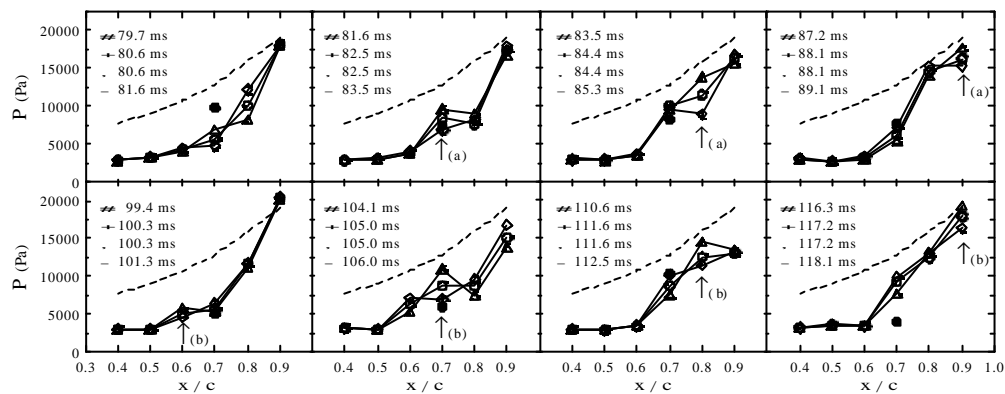 20000
15000
10000
5000
0
P (Pa)
79.7 ms
80.6 ms
80.6 ms
81.6 ms
81.6 ms
82.5 ms
82.5 ms
83.5 ms
(a)
83.5 ms
84.4 ms
84.4 ms
85.3 ms
(a)
87.2 ms
88.1 ms
88.1 ms
89.1 ms
(a)
20000
15000
10000
5000
0
P (Pa)
99.4 ms
100.3 ms
100.3 ms
101.3 ms
(b)
104.1 ms
105.0 ms
105.0 ms
106.0 ms
(b)
110.6 ms
111.6 ms
111.6 ms
112.5 ms
(b)
116.3 ms
117.2 ms
117.2 ms
118.1 ms
(b)
0.3 0.4 0.5 0.6 0.7 0.8 0.9
0.4 0.5 0.6 0.7 0.8 0.9
0.4 0.5 0.6 0.7 0.8 0.9
0.4 0.5 0.6 0.7 0.8 0.9 1.0
x / c
x / c
x / c
x / c